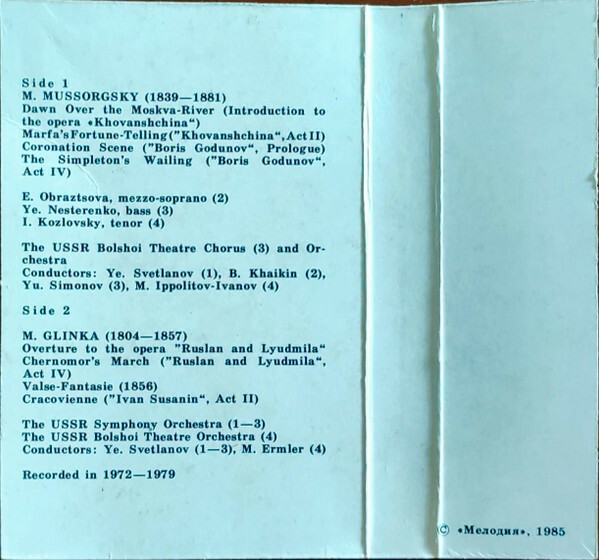 Side 1
M. MUSSORGSKY (1839—1881)
Dawn Over the Moskva-River (Introduction to
the opera «Khovanshchina“)
Marfa's Fortune-Telling ("Khovanshchina“, Act II)
Coronation Scene ("Boris Godunov“, Prologue)
The Simpleton's Wailing ("Boris Godunov“,
Act IV)
E. Obraztsova, mezzo-soprano (2)
Ye. Nesterenko, bass (3)
I. Kozlovsky, tenor (4)
The USSR Bolshoi Theatre Chorus (3) and Or-
chestra
Conductors: Ye. Svetlanov (1), B. Khaikin (2),
Yu. Simonov (3), M. Ippolitov-Ivanov (4)
Side 2
M. GLINKA (1804—1857)
Overture to the opera "Ruslan and Lyudmila“
Chernomor's March ("Ruslan and Lyudmila“,
Act IV)
Valse-Fantasie (1856)
Cracovienne ("Ivan Susanin“, Act II)
The USSR Symphony Orchestra (1—3)
The USSR Bolshoi Theatre Orchestra (4)
Conductors: Ye. Svetlanov (1—3), M. Ermler (4)
Recorded in 1972—1979
© «Мелодия», 1985